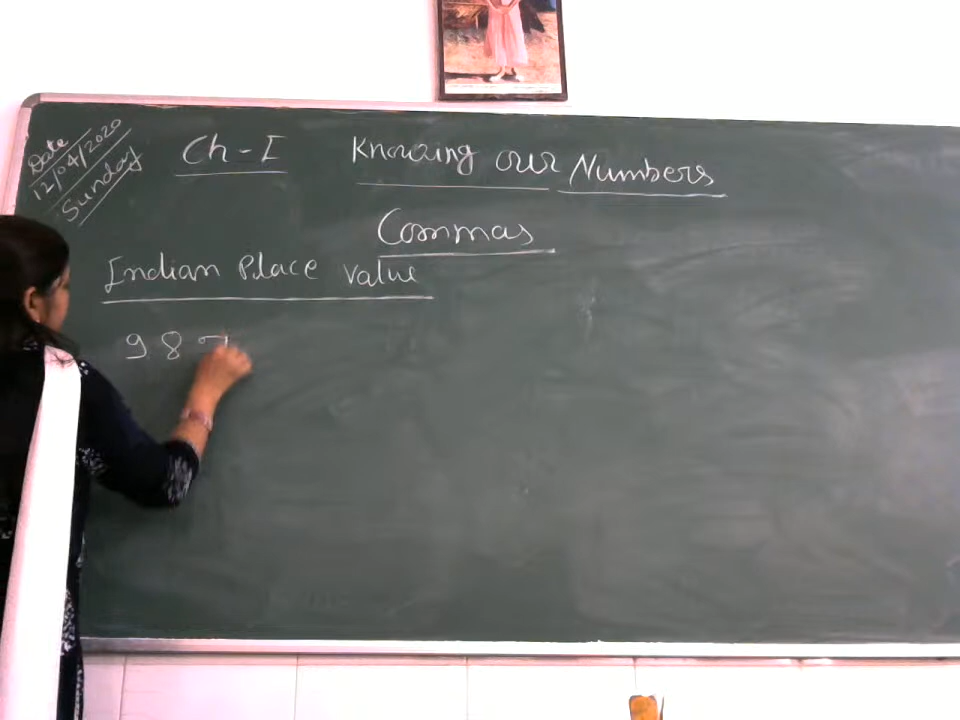 Date
12/04/2020
Sunday
Ch-I Knowing our Numbers
Commas
Indian Place value
9 8 7